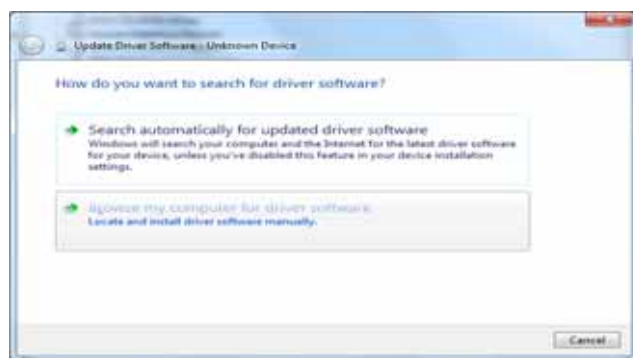 Update Driver Software - Unknown Device
How do you want to search for driver software?
Search automatically for updated driver software
Windows will search your computer and the Internet for the latest driver software
for your device, unless you've disabled this feature in your device installation
settings.
Browse my computer for driver software
Locate and install driver software manually.
Cancel